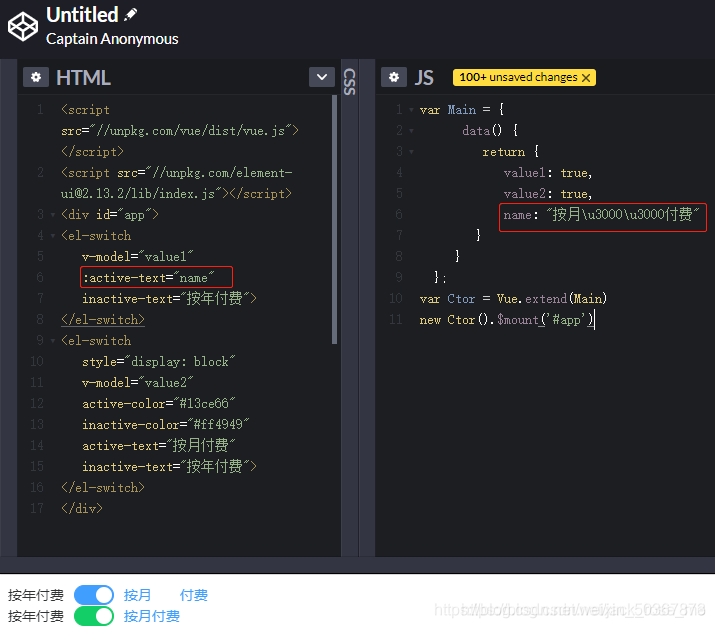 Untitled
Captain Anonymous
HTML
1 <script
src="//unpkg.com/vue/dist/vue.js">
</script>
2 <script src="//unpkg.com/element-
ui@2.13.2/lib/index.js"></script>
3 <div id="app">
4 <el-switch
5 v-model="value1"
6 :active-text="name"
7 inactive-text="按年付费">
8 </el-switch>
9 <el-switch
10 style="display: block"
11 v-model="value2"
12 active-color="#13ce66"
13 inactive-color="#ff4949"
14 active-text="按月付费"
15 inactive-text="按年付费">
16 </el-switch>
17 </div>
CSS
JS 100+ unsaved changes ×
1 var Main = {
2 data() {
3 return {
4 value1: true,
5 value2: true,
6 name: "按月\u3000\u3000付费"
7 }
8 }
9 };
10 var Ctor = Vue.extend(Main)
11 new Ctor().$mount('#app')
按年付费 按月　　付费
按年付费 按月付费